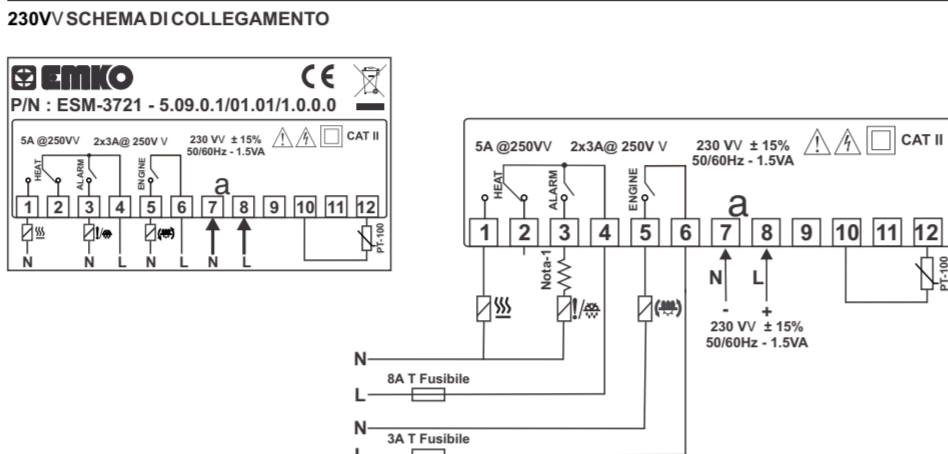 230VV SCHEMA DI COLLEGAMENTO
EMKO CE
P/N : ESM-3721 - 5.09.0.1/01.01/1.0.0.0
5A @250VV 2x3A@ 250V V 230 VV ± 15% CAT II
50/60Hz - 1.5VA
HEAT ALARM ENGINE a
1 2 3 4 5 6 7 8 9 10 11 12
!/
PT-100
N N L N L N L
5A @250VV 2x3A@ 250V V 230 VV ± 15% CAT II
50/60Hz - 1.5VA
HEAT ALARM ENGINE a
1 2 3 4 5 6 7 8 9 10 11 12
Nota-1 N L PT-100
!/
- +
230 VV ± 15%
50/60Hz - 1.5VA
N
8A T Fusibile
L
N
3A T Fusibile
L